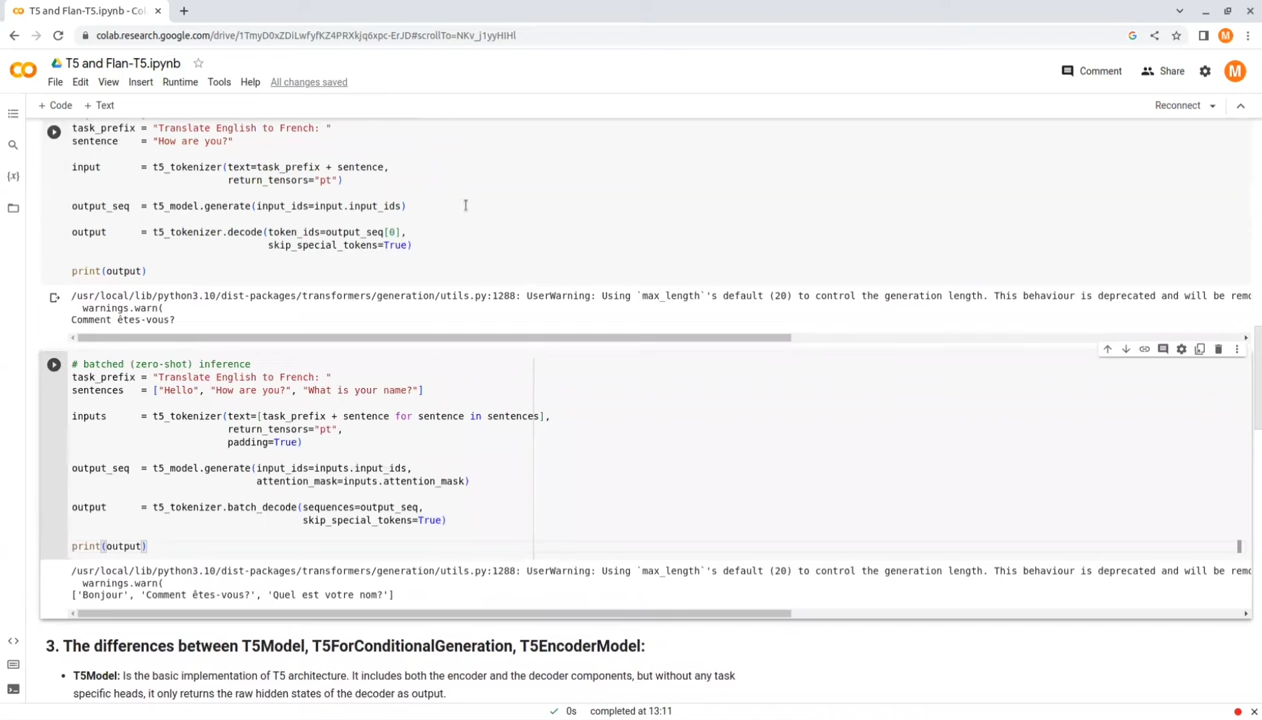 T5 and Flan-T5.ipynb - Col
colab.research.google.com/drive/1TmyD0xZDiLwfyfKZ4PRXkjq6xpc-ErJD#scrollTo=NKv_j1yyHIHl
M
T5 and Flan-T5.ipynb
File Edit View Insert Runtime Tools Help All changes saved
Comment Share M
+ Code + Text
Reconnect
task_prefix = "Translate English to French: "
sentence = "How are you?"
input = t5_tokenizer(text=task_prefix + sentence,
return_tensors="pt")
output_seq = t5_model.generate(input_ids=input.input_ids)
output = t5_tokenizer.decode(token_ids=output_seq[0],
skip_special_tokens=True)
print(output)
/usr/local/lib/python3.10/dist-packages/transformers/generation/utils.py:1288: UserWarning: Using `max_length`'s default (20) to control the generation length. This behaviour is deprecated and will be remo
warnings.warn(
Comment êtes-vous?
# batched (zero-shot) inference
task_prefix = "Translate English to French: "
sentences = ["Hello", "How are you?", "What is your name?"]
inputs = t5_tokenizer(text=[task_prefix + sentence for sentence in sentences],
return_tensors="pt",
padding=True)
output_seq = t5_model.generate(input_ids=inputs.input_ids,
attention_mask=inputs.attention_mask)
output = t5_tokenizer.batch_decode(sequences=output_seq,
skip_special_tokens=True)
print(output)
/usr/local/lib/python3.10/dist-packages/transformers/generation/utils.py:1288: UserWarning: Using `max_length`'s default (20) to control the generation length. This behaviour is deprecated and will be remo
warnings.warn(
['Bonjour', 'Comment êtes-vous?', 'Quel est votre nom?']
3. The differences between T5Model, T5ForConditionalGeneration, T5EncoderModel:
• T5Model: Is the basic implementation of T5 architecture. It includes both the encoder and the decoder components, but without any task
specific heads, it only returns the raw hidden states of the decoder as output.
0s completed at 13:11